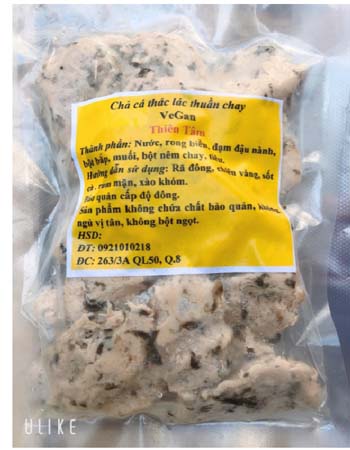 Chả cá thác lác thuần chay
VeGan
Thiên Tâm
Thành phần: Nước, rong biển, đạm đậu nành,
bột bắp, muối, bột nêm chay, tiêu.
Hướng dẫn sử dụng: Rã đông, chiên vàng, sốt
cà, ram mặn, xào khóm.
Bảo quản cấp độ đông.
Sản phẩm không chứa chất bảo quản, không
ngũ vị tân, không bột ngọt.
HSD:
ĐT: 0921010218
ĐC: 263/3A QL50, Q.8
ULIKE